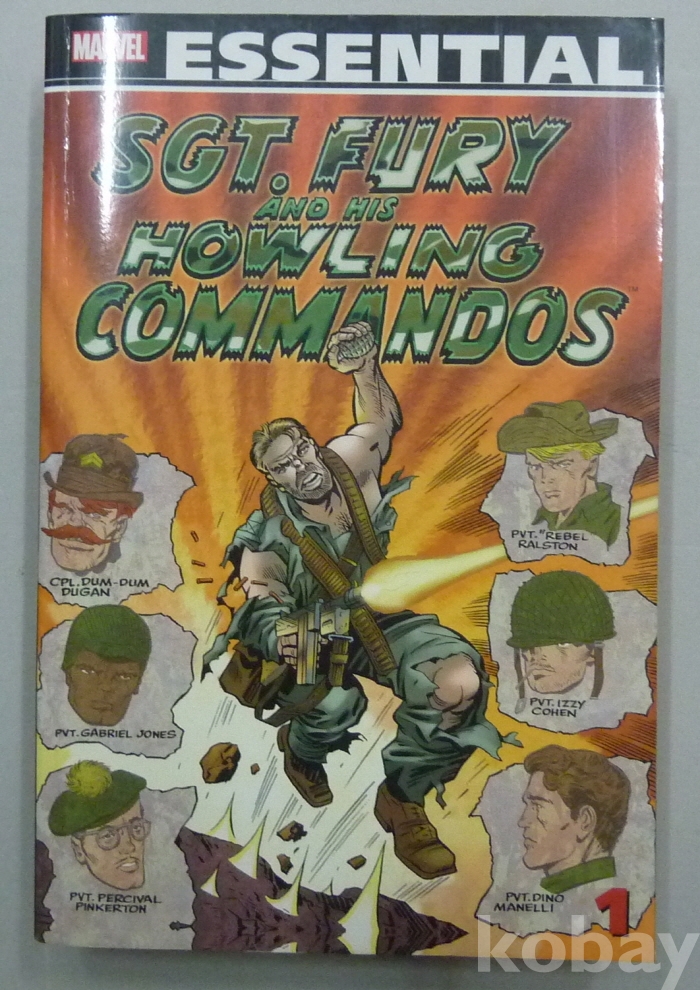 MARVEL ESSENTIAL
SGT. FURY
AND HIS
HOWLING
COMMANDOS
TM
CPL. DUM-DUM
DUGAN
PVT. "REBEL
RALSTON
PVT. GABRIEL JONES
PVT. IZZY
COHEN
PVT. PERCIVAL
PINKERTON
PVT. DINO
MANELLI
1
kobay